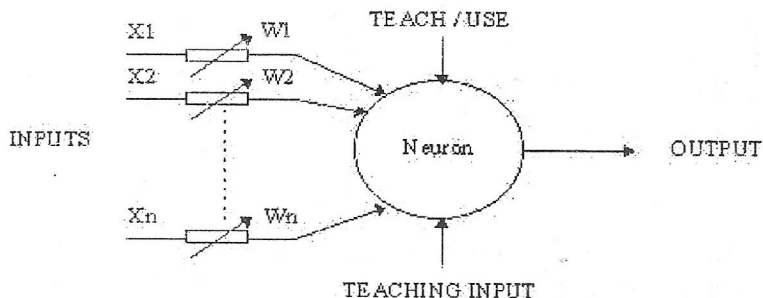 TEACH / USE
X1 W1
X2 W2
INPUTS
Neuron
OUTPUT
Xn Wn
TEACHING INPUT